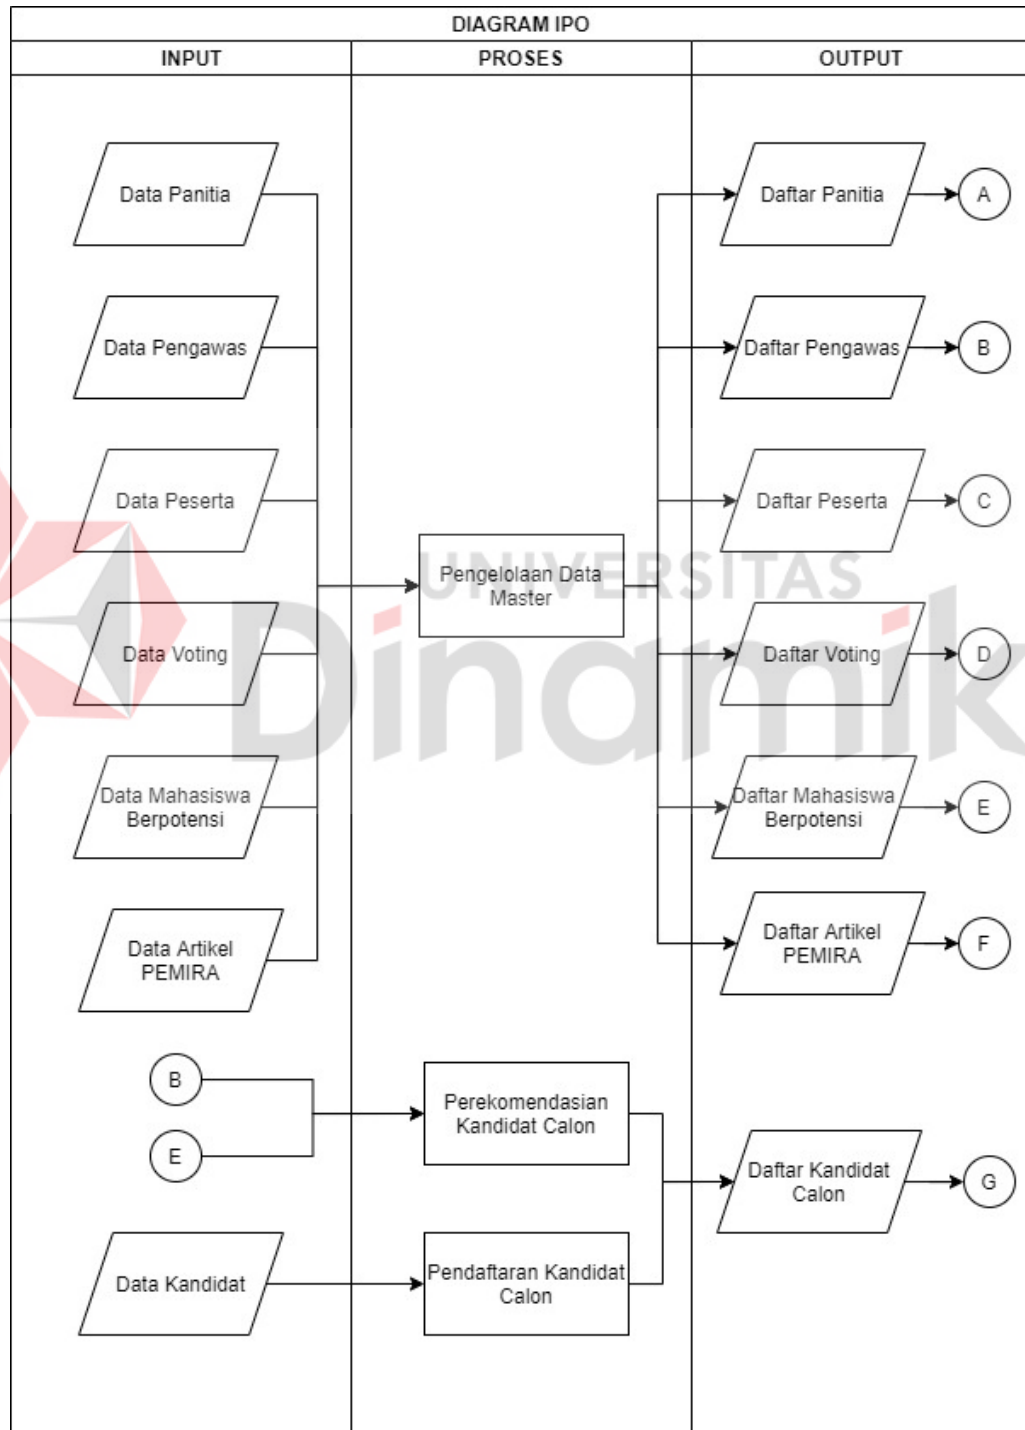 DIAGRAM IPO
INPUT
PROSES
OUTPUT
Data Panitia
Daftar Panitia
A
Data Pengawas
Daftar Pengawas
B
Data Peserta
Daftar Peserta
C
Pengelolaan Data
Master
UNIVERSITAS
Dinamik
Data Voting
Daftar Voting
D
Data Mahasiswa
Berpotensi
Daftar Mahasiswa
Berpotensi
E
Data Artikel
PEMIRA
Daftar Artikel
PEMIRA
F
B
E
Perekomendasian
Kandidat Calon
Daftar Kandidat
Calon
G
Data Kandidat
Pendaftaran Kandidat
Calon